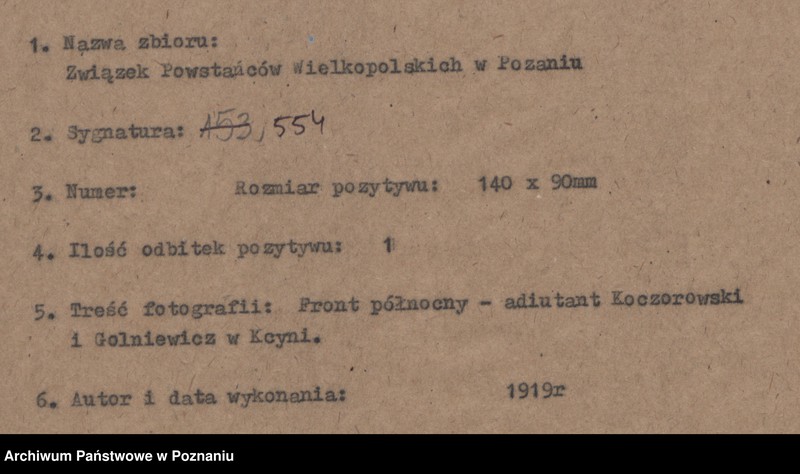 1. Nazwa zbioru:
Związek Powstańców Wielkopolskich w Pozaniu
2. Sygnatura: 153, 554
3. Numer: Rozmiar pozytywu: 140 x 90mm
4. Ilość odbitek pozytywu: 1
5. Treść fotografii: Front północny - adiutant Koczorowski
i Golniewicz w Kcyni.
6. Autor i data wykonania: 1919r
Archiwum Państwowe w Poznaniu